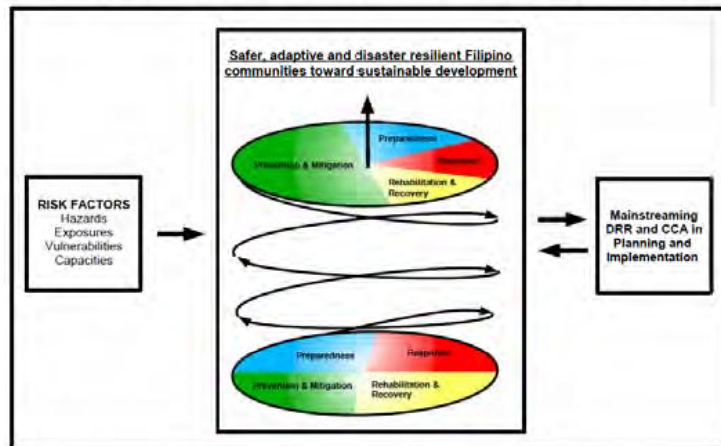 Safer, adaptive and disaster resilient Filipino
communities toward sustainable development
Preparedness
Prevention & Mitigation
Response
Rehabilitation &
Recovery
RISK FACTORS
Hazards
Exposures
Vulnerabilities
Capacities
Mainstreaming
DRR and CCA in
Planning and
Implementation
Preparedness
Response
Prevention & Mitigation
Rehabilitation &
Recovery